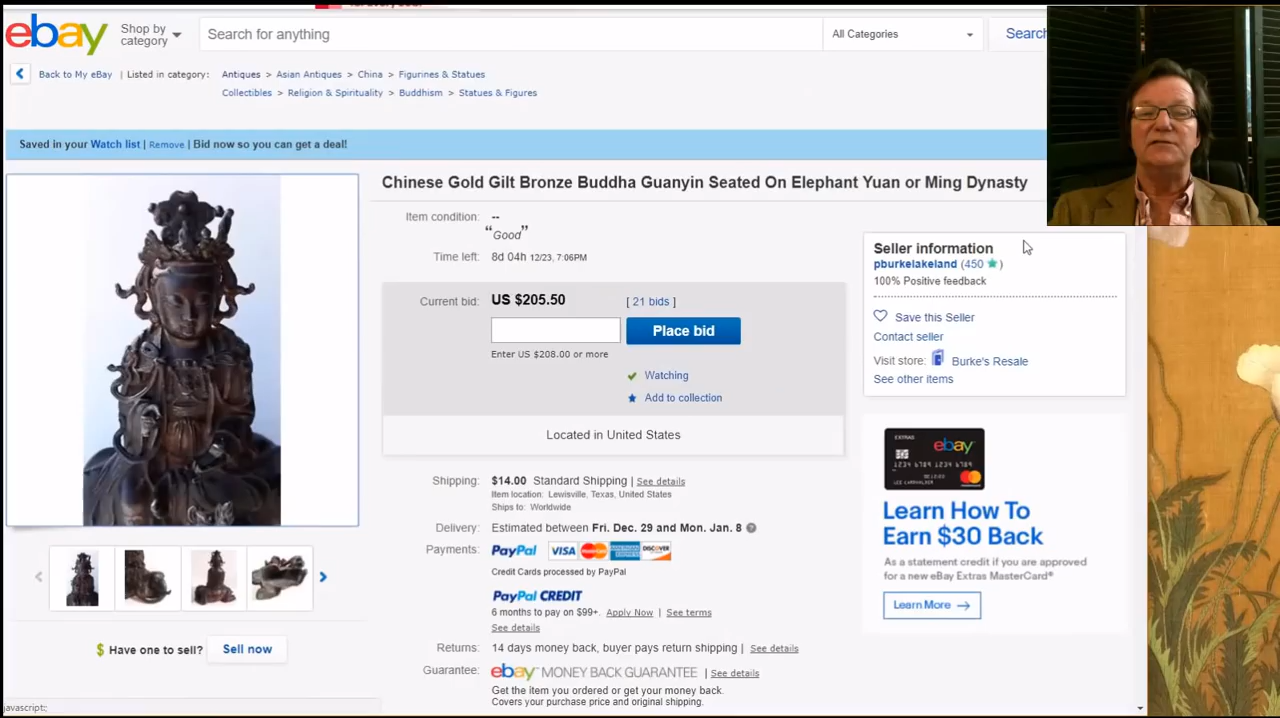 ebay
Shop by
category
Search for anything
All Categories
Search
Back to My eBay | Listed in category: Antiques > Asian Antiques > China > Figurines & Statues
Collectibles > Religion & Spirituality > Buddhism > Statues & Figures
Saved in your Watch list | Remove | Bid now so you can get a deal!
Chinese Gold Gilt Bronze Buddha Guanyin Seated On Elephant Yuan or Ming Dynasty
Item condition: --
"Good"
Time left: 8d 04h 12/23, 7:06PM
Current bid: US $205.50 [ 21 bids ]
Place bid
Enter US $208.00 or more
Watching
Add to collection
Located in United States
Shipping: $14.00 Standard Shipping | See details
Item location: Lewisville, Texas, United States
Ships to: Worldwide
Delivery: Estimated between Fri. Dec. 29 and Mon. Jan. 8
Payments: PayPal VISA MasterCard AMERICAN EXPRESS DISCOVER
Credit Cards processed by PayPal
PayPal CREDIT
6 months to pay on $99+. Apply Now | See terms
See details
Returns: 14 days money back, buyer pays return shipping | See details
Guarantee: ebay MONEY BACK GUARANTEE | See details
Get the item you ordered or get your money back.
Covers your purchase price and original shipping.
Seller information
pburkelakeland (450 )
100% Positive feedback
Save this Seller
Contact seller
Visit store: Burke's Resale
See other items
EXTRAS
ebay
Learn How To
Earn $30 Back
As a statement credit if you are approved
for a new eBay Extras MasterCard®
Learn More
$ Have one to sell? Sell now
javascript:;